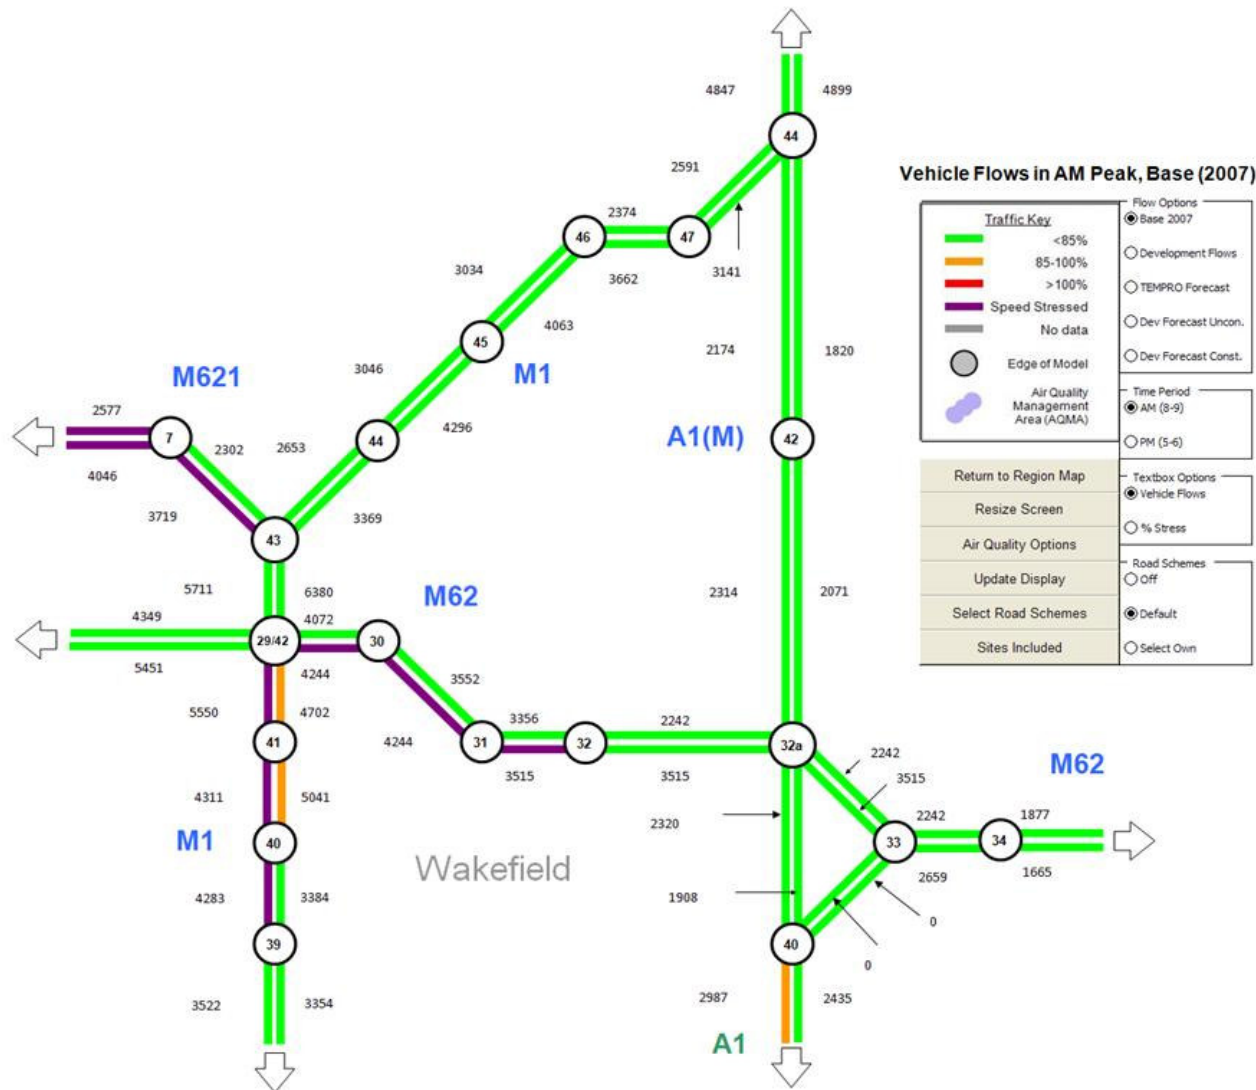 4847
4899
44
2591
Vehicle Flows in AM Peak, Base (2007)
Traffic Key
<85%
85-100%
>100%
Speed Stressed
No data
Edge of Model
Air Quality
Management
Area (AQMA)
Flow Options
Base 2007
Development Flows
TEMPRO Forecast
Dev Forecast Uncon.
Dev Forecast Const.
Time Period
AM (8-9)
PM (5-6)
Textbox Options
Vehicle Flows
% Stress
Road Schemes
Off
Default
Select Own
Return to Region Map
Resize Screen
Air Quality Options
Update Display
Select Road Schemes
Sites Included
2374
46
47
3034
3662
3141
4063
45
2174
1820
3046
M1
M621
2577
7
2302
2653
44
4296
A1(M)
42
4046
3719
3369
43
5711
6380
M62
2314
2071
4349
4072
29/42
30
5451
4244
3552
5550
4702
41
4244
31
3356
32
2242
32a
3515
3515
2242
3515
M62
4311
5041
2320
2242
1877
M1
40
33
34
Wakefield
2659
1665
4283
3384
1908
0
39
40
0
3522
3354
2987
2435
A1